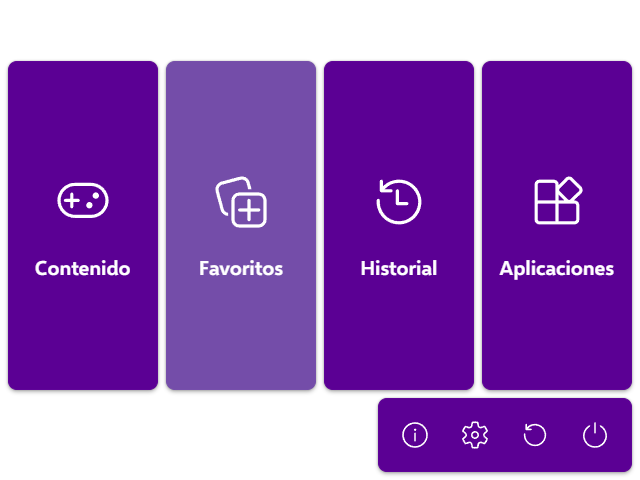 Contenido
Favoritos
Historial
Aplicaciones